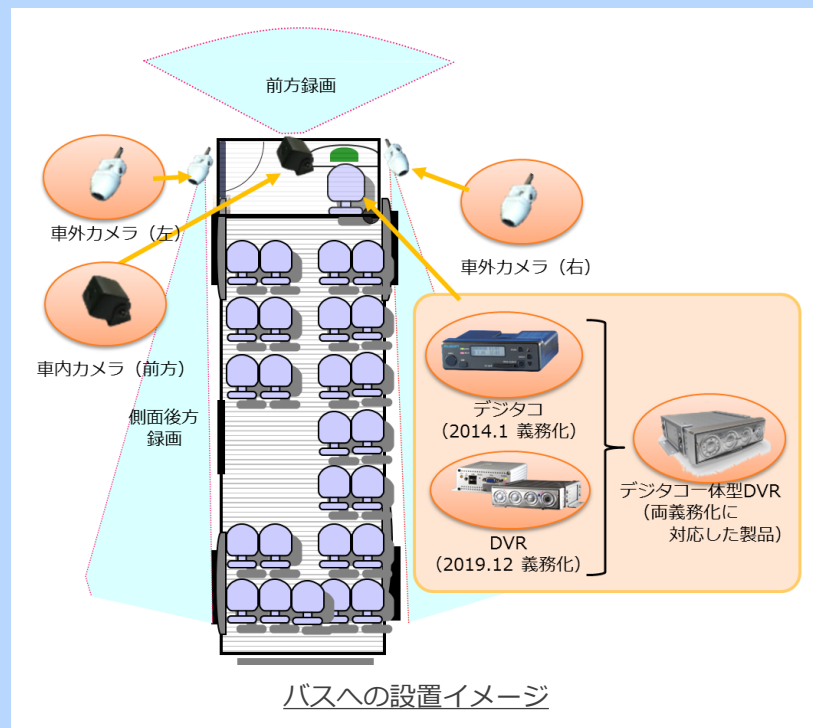 前方録画
車外カメラ（左）
車外カメラ（右）
車内カメラ（前方）
側面後方
録画
デジタコ
（2014.1 義務化）
DVR
（2019.12 義務化）
デジタコ一体型DVR
（両義務化に
対応した製品）
バスへの設置イメージ